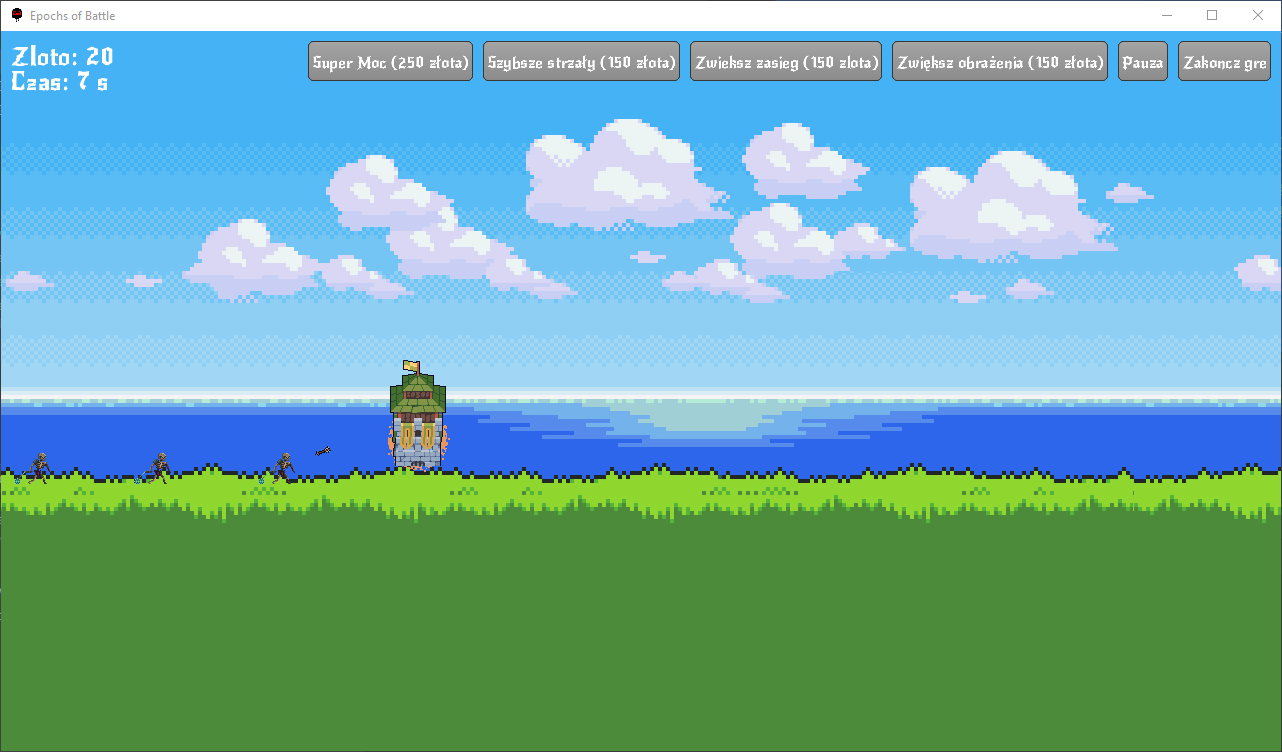 Epochs of Battle
Zloto: 20
Czas: 7 s
Super Moc (250 złota)
Szybsze strzały (150 złota)
Zwieksz zasieg (150 zlota)
Zwiększ obrażenia (150 złota)
Pauza
Zakoncz gre